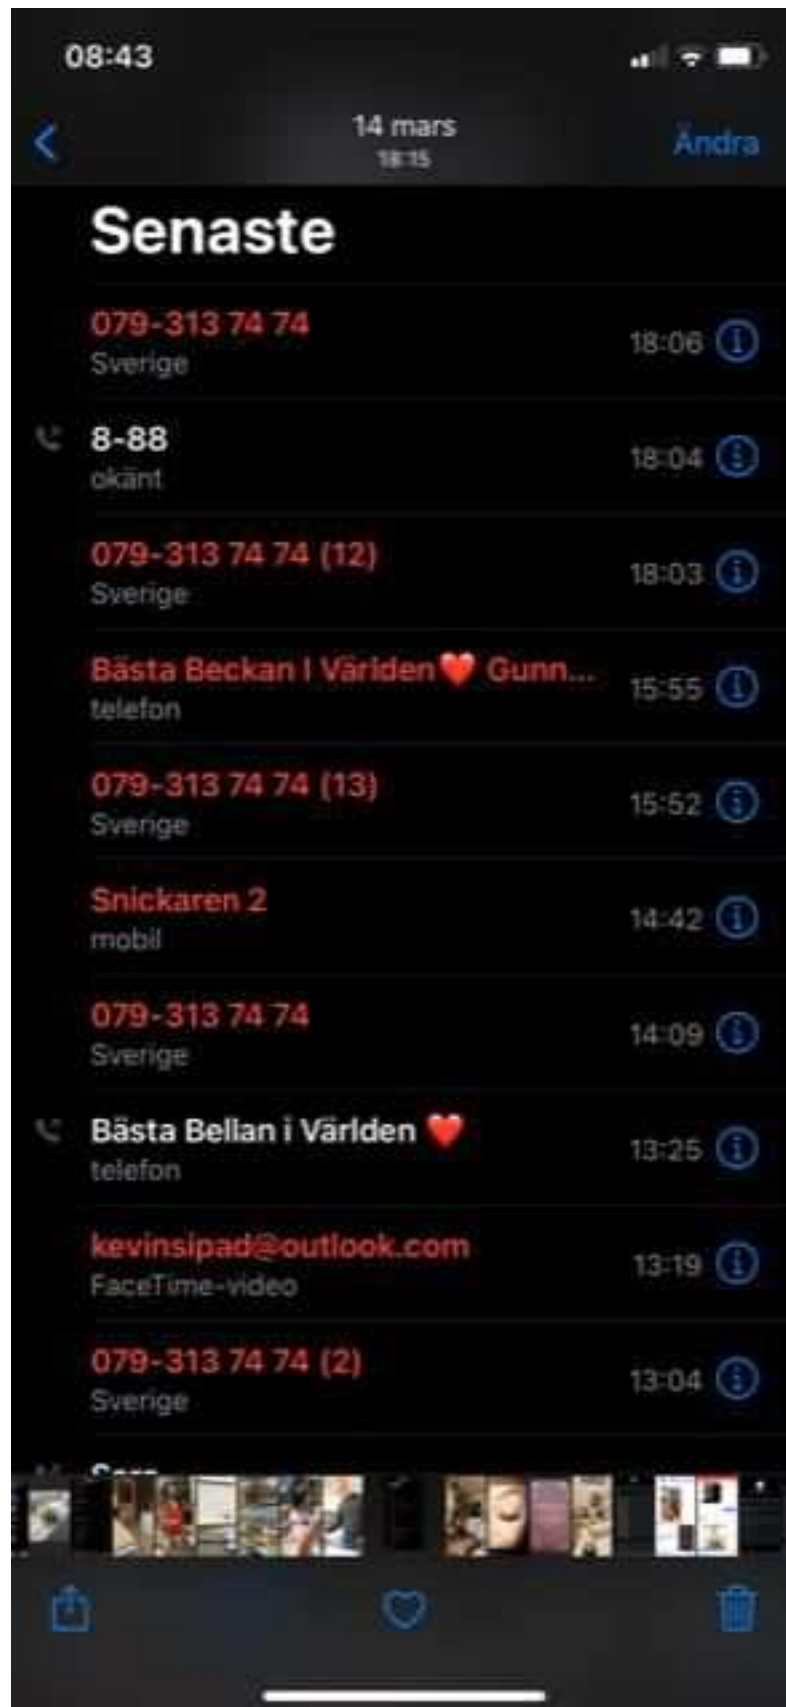 08:43
14 mars
18:15
Ändra
Senaste
079-313 74 74
Sverige
18:06
8-88
okänt
18:04
079-313 74 74 (12)
Sverige
18:03
Bästa Beckan I Världen❤️ Gunn...
telefon
15:55
079-313 74 74 (13)
Sverige
15:52
Snickaren 2
mobil
14:42
079-313 74 74
Sverige
14:09
Bästa Bellan i Världen ❤️
telefon
13:25
kevinsipad@outlook.com
FaceTime-video
13:19
079-313 74 74 (2)
Sverige
13:04